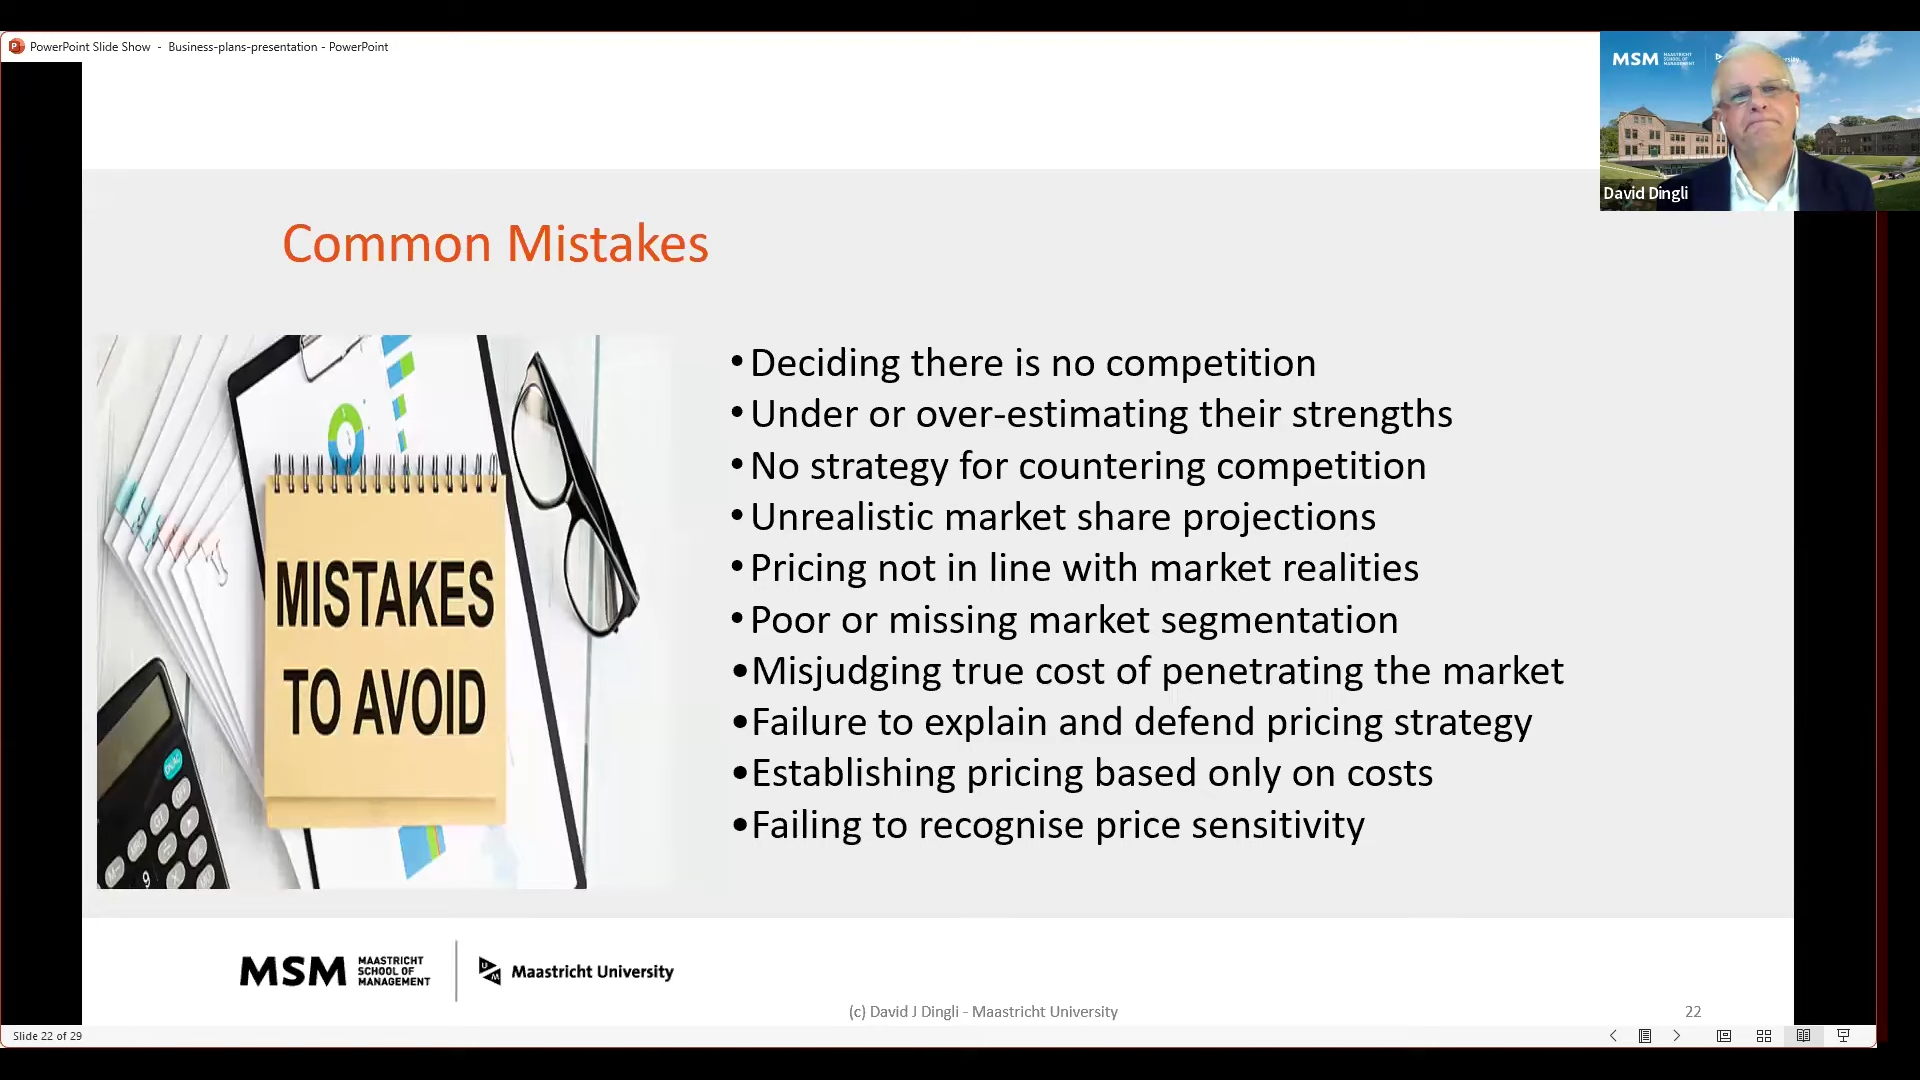 PowerPoint Slide Show - Business-plans-presentation - PowerPoint
MSM MAASTRICHT SCHOOL OF MANAGEMENT
David Dingli
Common Mistakes
MISTAKES
TO AVOID
•Deciding there is no competition
•Under or over-estimating their strengths
•No strategy for countering competition
•Unrealistic market share projections
•Pricing not in line with market realities
•Poor or missing market segmentation
•Misjudging true cost of penetrating the market
•Failure to explain and defend pricing strategy
•Establishing pricing based only on costs
•Failing to recognise price sensitivity
MSM
MAASTRICHT
SCHOOL OF
MANAGEMENT
Maastricht University
(c) David J Dingli - Maastricht University
22
Slide 22 of 29